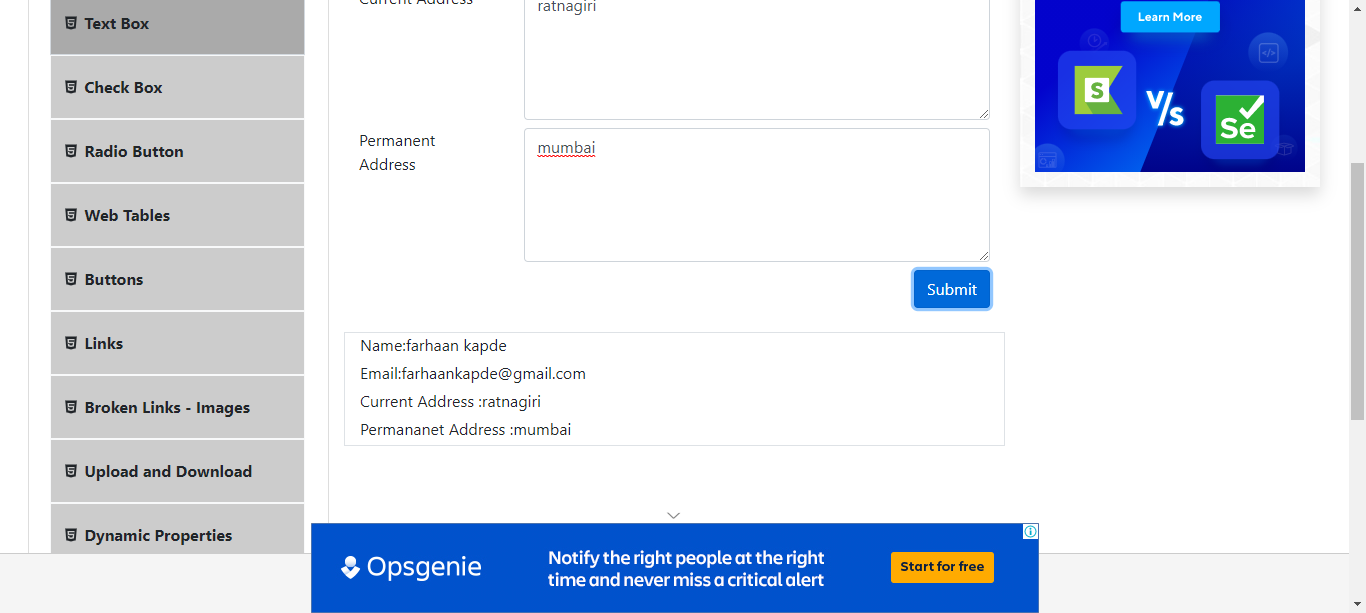 Text Box
Check Box
Radio Button
Web Tables
Buttons
Links
Broken Links - Images
Upload and Download
Dynamic Properties
Current Address
ratnagiri
Permanent
Address
mumbai
Submit
Name:farhaan kapde
Email:farhaankapde@gmail.com
Current Address :ratnagiri
Permananet Address :mumbai
Learn More
S
V/s
Se
Opsgenie
Notify the right people at the right
time and never miss a critical alert
Start for free